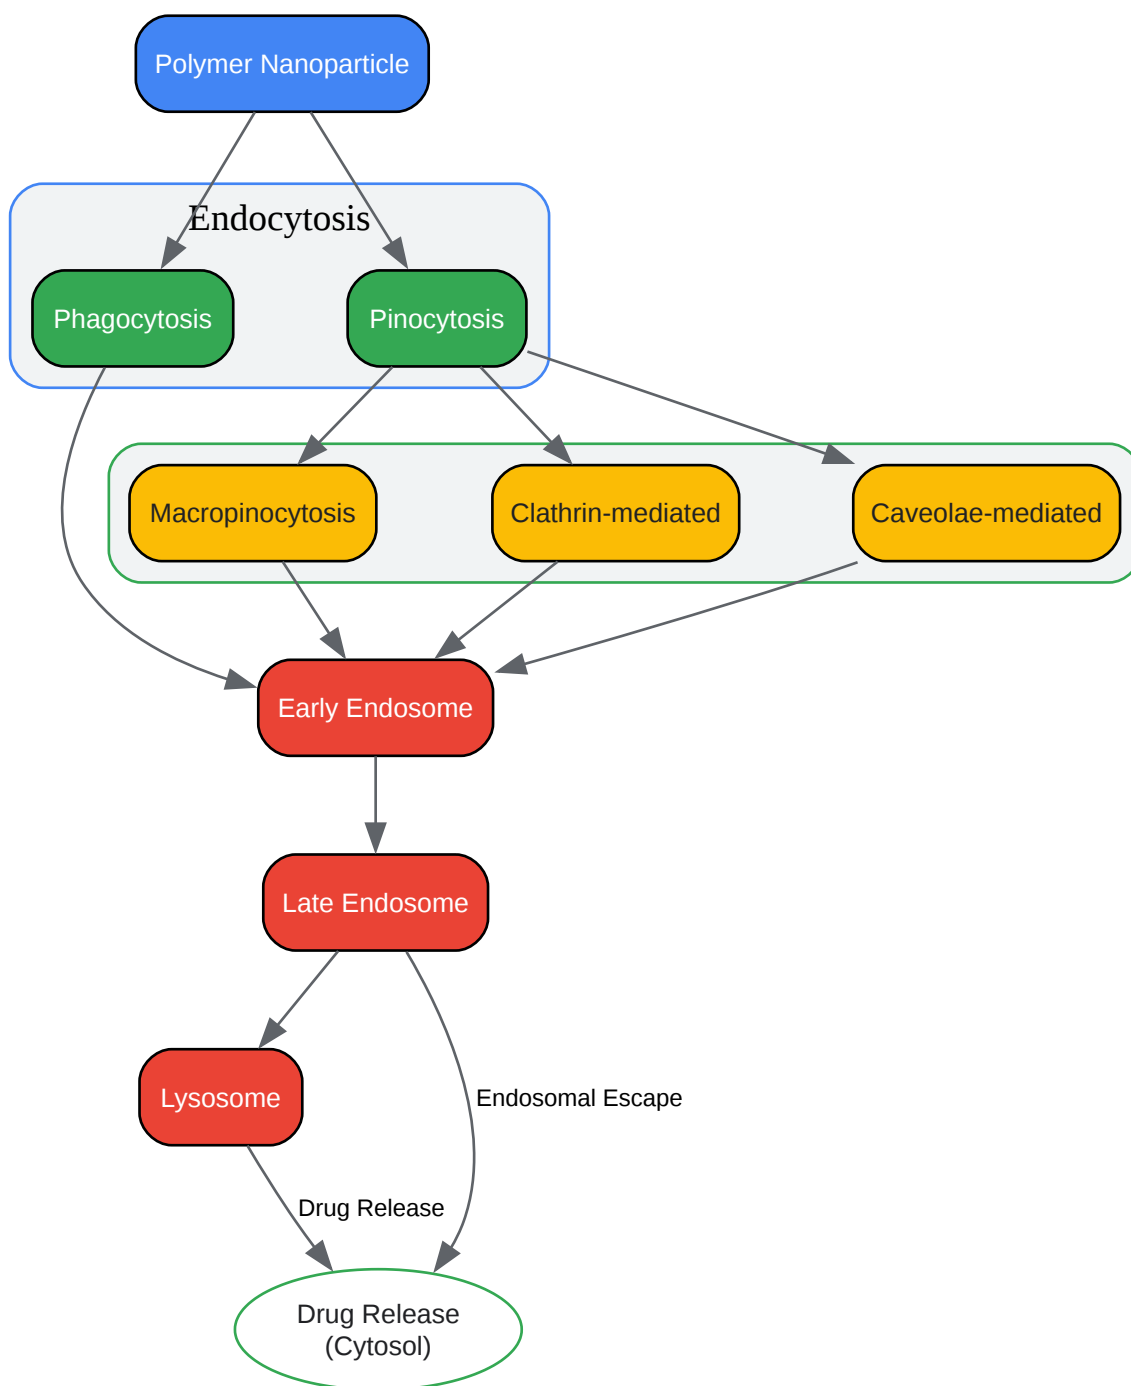 Polymer Nanoparticle
Endocytosis
Phagocytosis
Pinocytosis
Macropinocytosis
Clathrin-mediated
Caveolae-mediated
Early Endosome
Late Endosome
Lysosome
Endosomal Escape
Drug Release
Drug Release
(Cytosol)